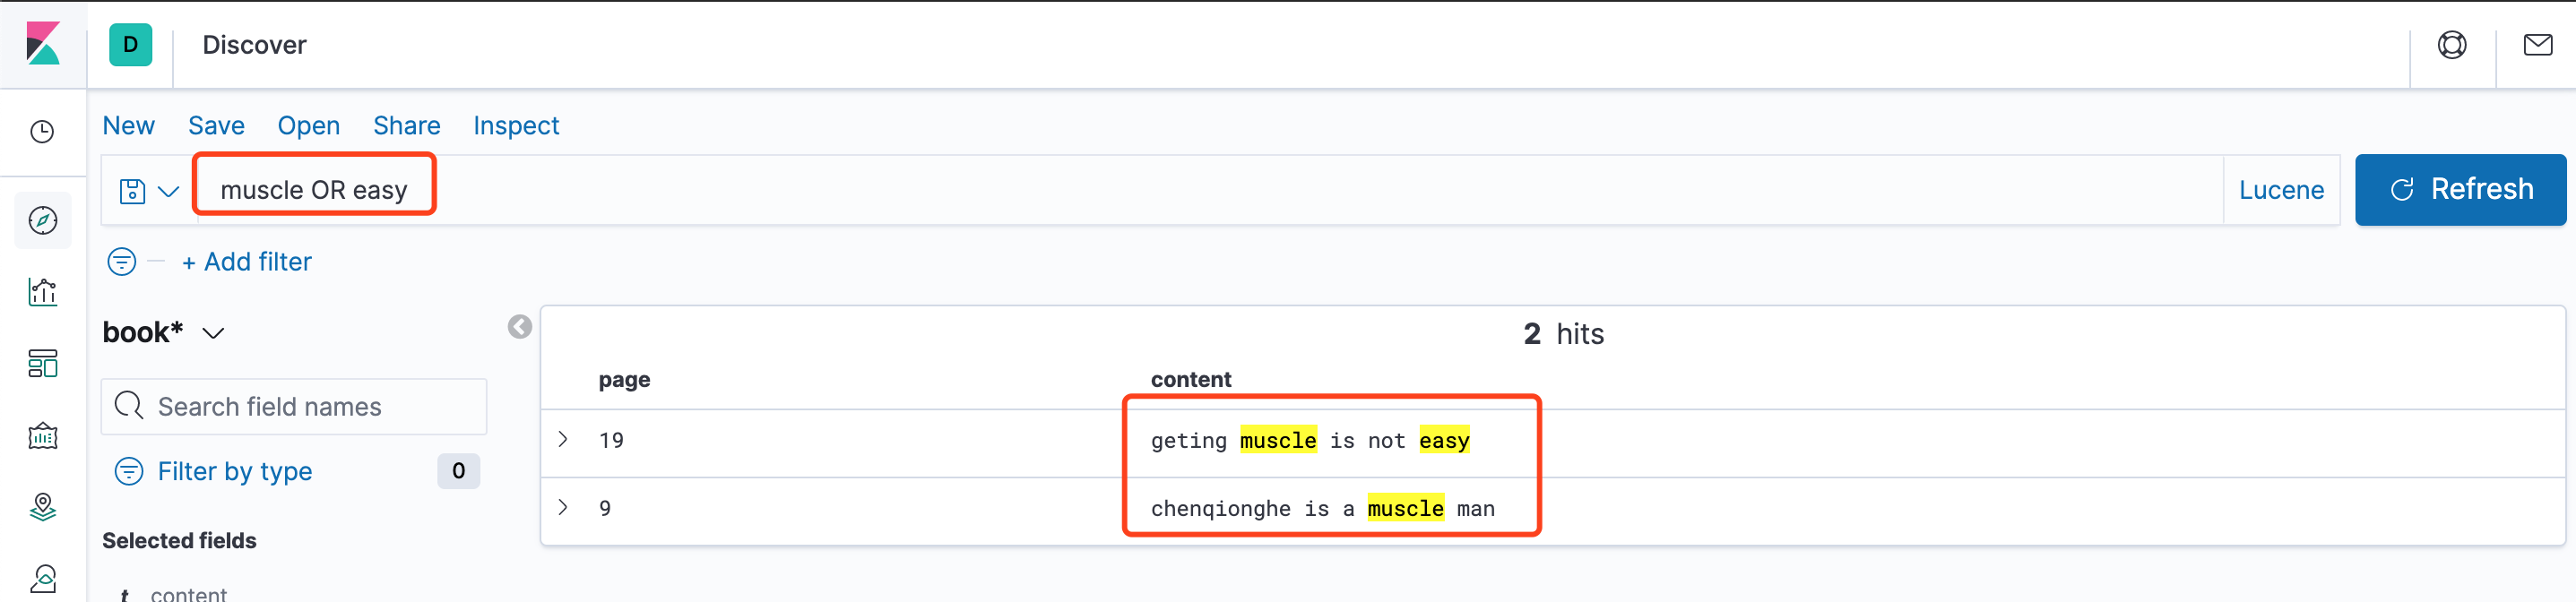 D Discover
New Save Open Share Inspect
muscle OR easy Lucene Refresh
+ Add filter
book*
2 hits
Search field names
page content
19 geting muscle is not easy
Filter by type 0
9 chenqionghe is a muscle man
Selected fields
t content